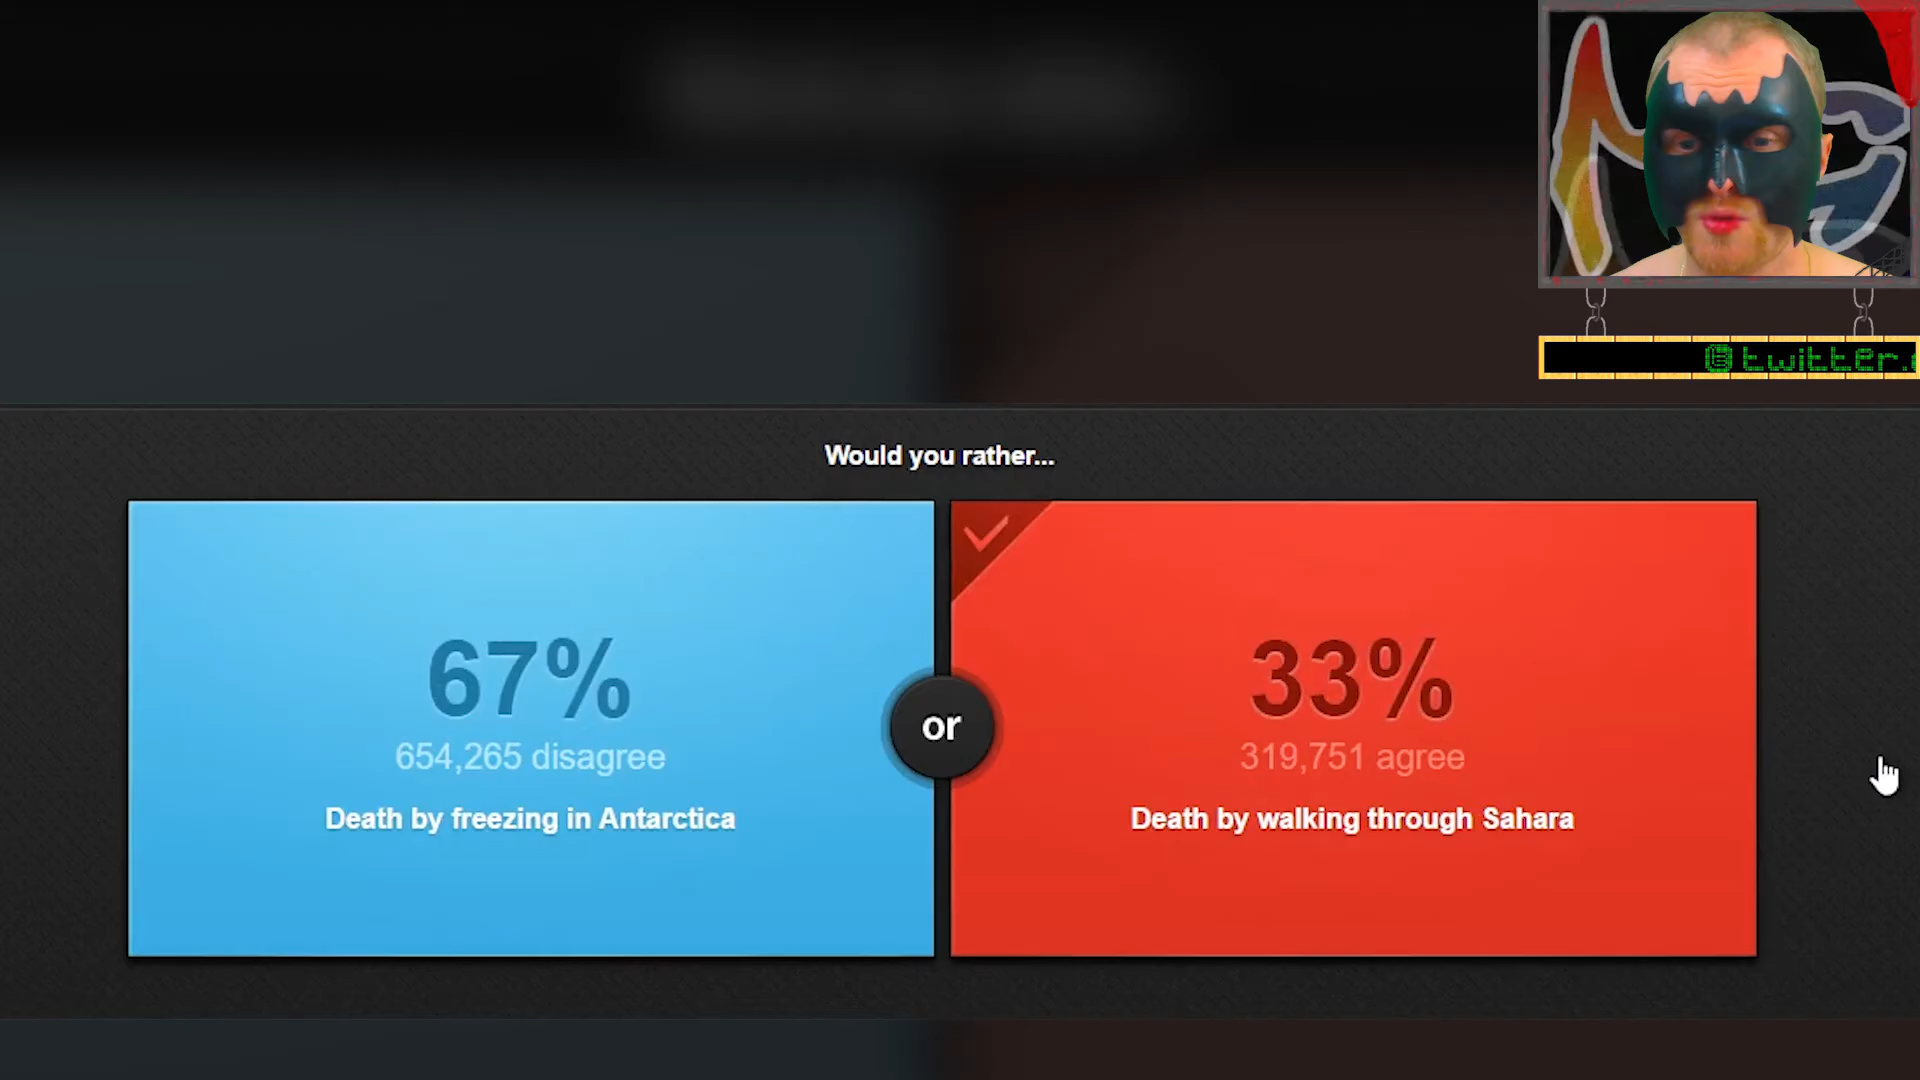 twitter.
Would you rather...
67%
654,265 disagree
Death by freezing in Antarctica
or
33%
319,751 agree
Death by walking through Sahara